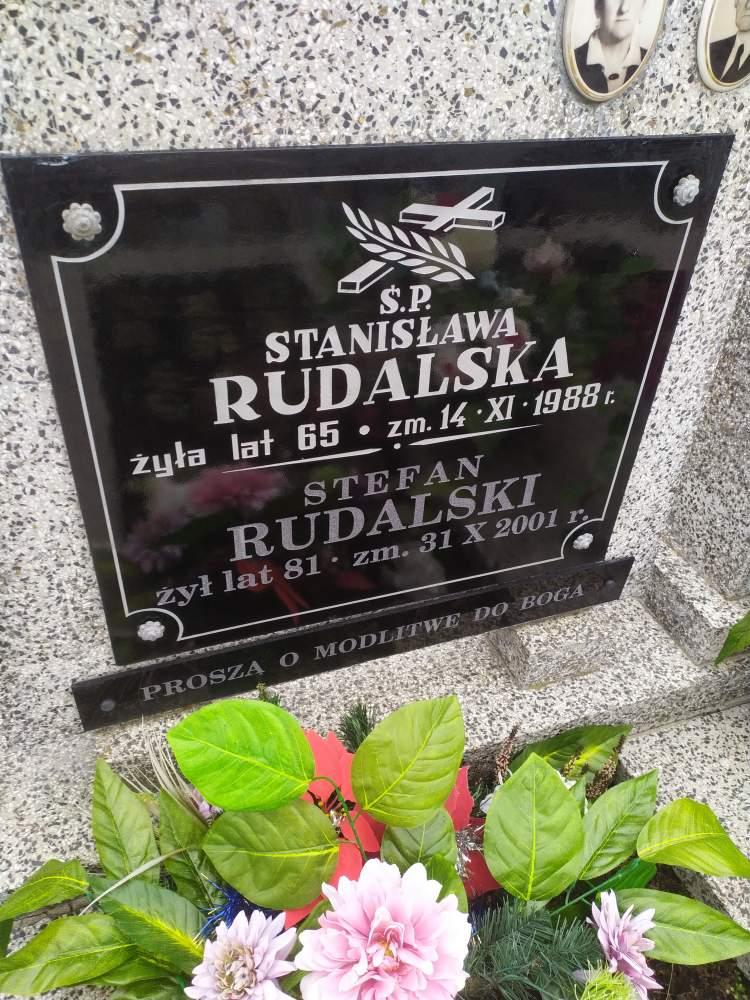 Ś.P.
STANISŁAWA
RUDALSKA
żyła lat 65 • zm. 14 · XI · 1988 r.
STEFAN
RUDALSKI
żył lat 81 · zm. 31 X 2001 r.
PROSZĄ O MODLITWE DO BOGA